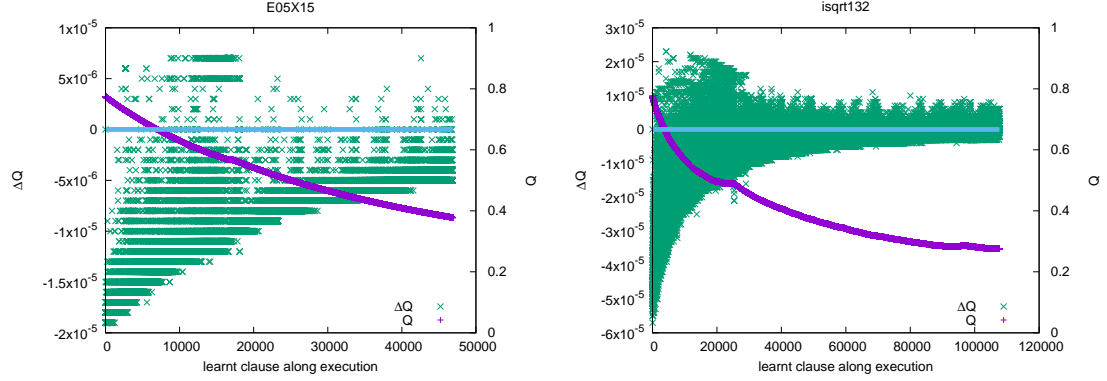 E05X15
1x10⁻⁵
5x10⁻⁶
0
-5x10⁻⁶
-1x10⁻⁵
-1.5x10⁻⁵
-2x10⁻⁵
ΔQ
1
0.8
0.6
0.4
0.2
0
Q
ΔQ
Q
0 10000 20000 30000 40000 50000
learnt clause along execution
isqrt132
3x10⁻⁵
2x10⁻⁵
1x10⁻⁵
0
-1x10⁻⁵
-2x10⁻⁵
-3x10⁻⁵
-4x10⁻⁵
-5x10⁻⁵
-6x10⁻⁵
ΔQ
1
0.8
0.6
0.4
0.2
0
Q
ΔQ
Q
0 20000 40000 60000 80000 100000 120000
learnt clause along execution